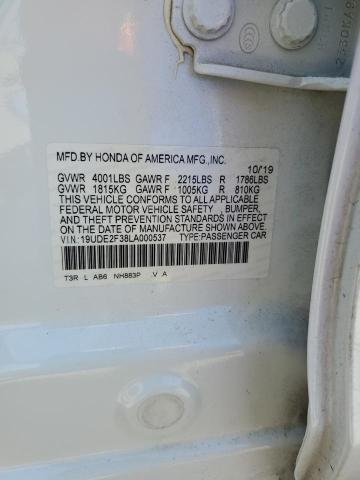 MFD.BY HONDA OF AMERICA MFG.,INC.
10/19
GVWR 4001LBS GAWR F 2215LBS R 1786LBS
GVWR 1815KG GAWR F 1005KG R 810KG
THIS VEHICLE CONFORMS TO ALL APPLICABLE
FEDERAL MOTOR VEHICLE SAFETY, BUMPER,
AND THEFT PREVENTION STANDARDS IN EFFECT
ON THE DATE OF MANUFACTURE SHOWN ABOVE.
VIN: 19UDE2F38LA000537 TYPE:PASSENGER CAR
T3R L AB6 NH883P V A